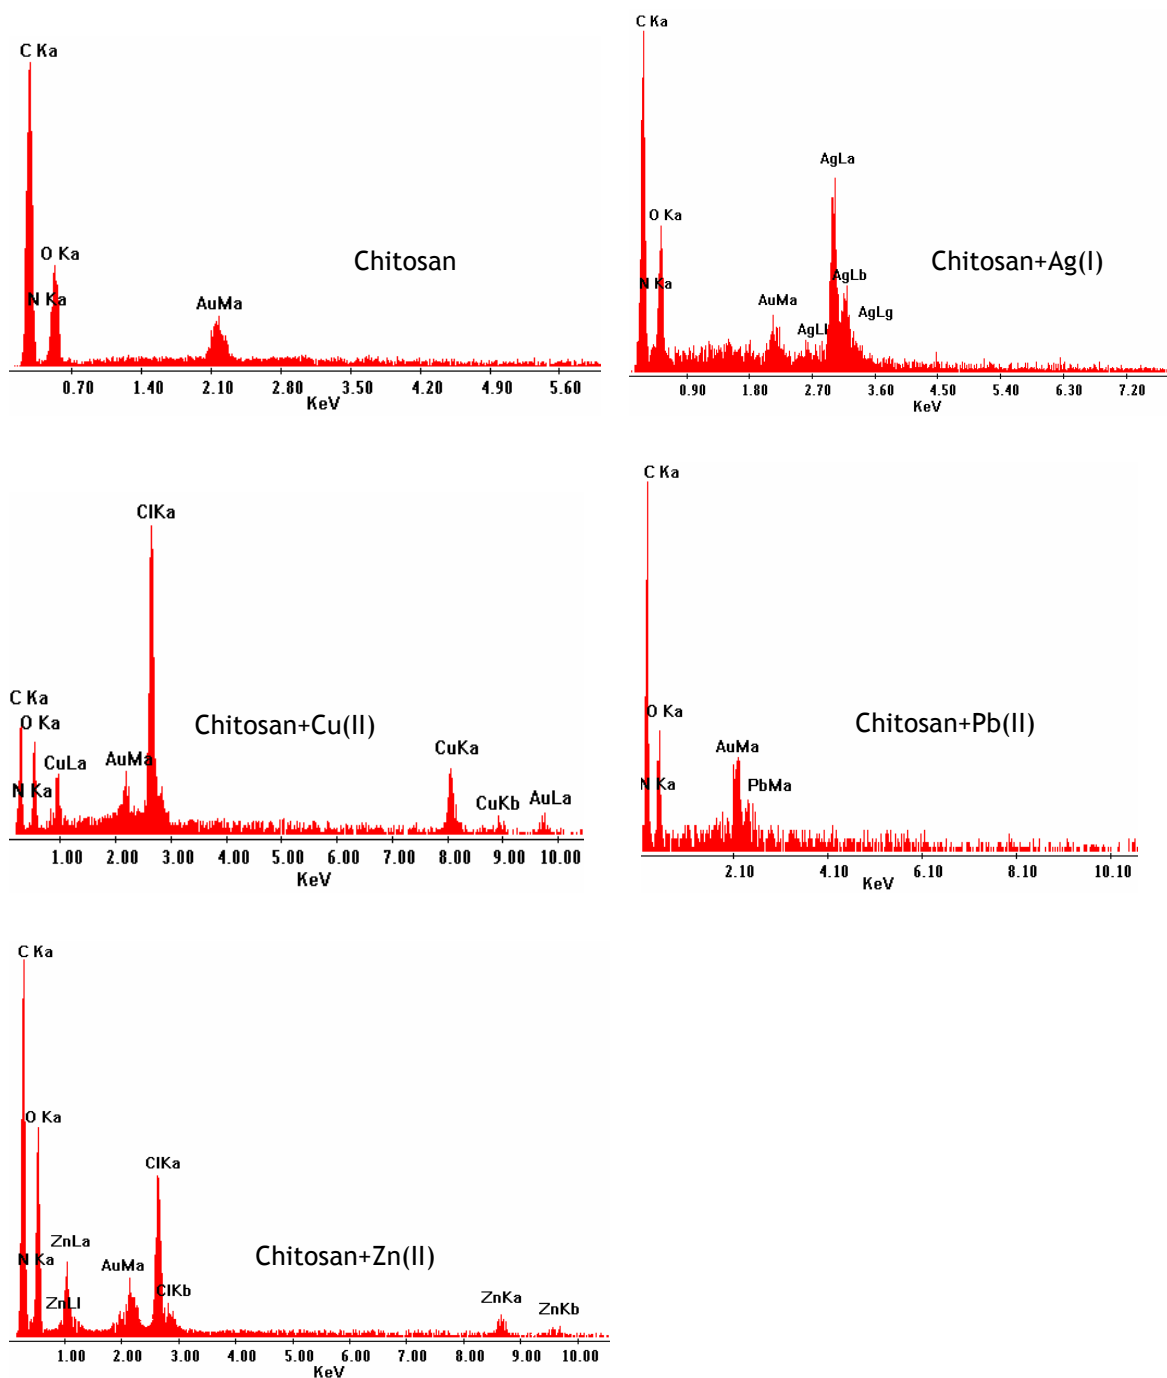 C Ka
O Ka
N Ka
AuMa
Chitosan
0.70 1.40 2.10 2.80 3.50 4.20 4.90 5.60
KeV
C Ka
O Ka
N Ka
AuMa
AgLl
AgLa
AgLb
AgLg
Chitosan+Ag(I)
0.90 1.80 2.70 3.60 4.50 5.40 6.30 7.20
KeV
ClKa
C Ka
O Ka
N Ka
CuLa
AuMa
Chitosan+Cu(II)
CuKa
CuKb
AuLa
1.00 2.00 3.00 4.00 5.00 6.00 7.00 8.00 9.00 10.00
KeV
C Ka
O Ka
N Ka
AuMa
PbMa
Chitosan+Pb(II)
2.10 4.10 6.10 8.10 10.10
KeV
C Ka
O Ka
N Ka
ZnLa
ZnLl
AuMa
ClKa
ClKb
Chitosan+Zn(II)
ZnKa
ZnKb
1.00 2.00 3.00 4.00 5.00 6.00 7.00 8.00 9.00 10.00
KeV